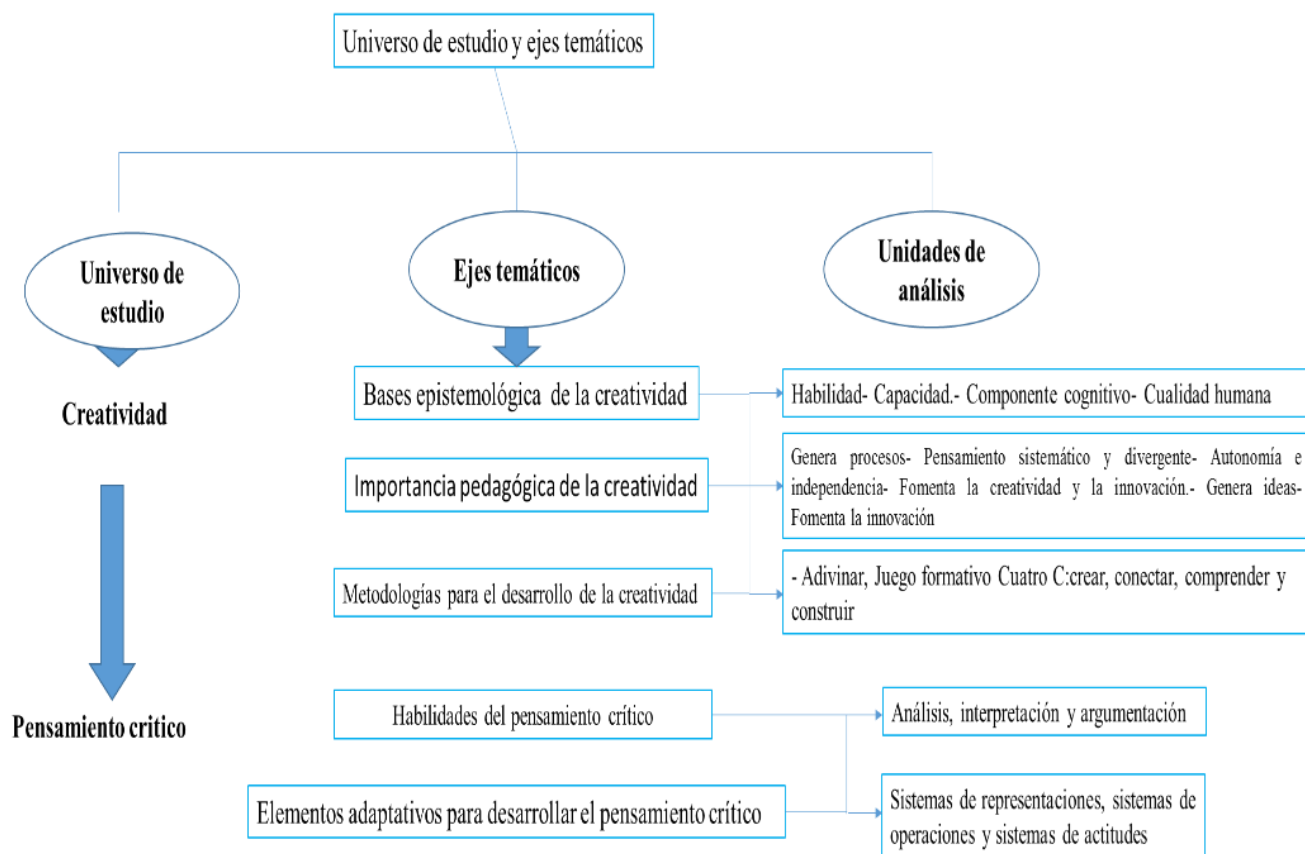 Universo de estudio y ejes temáticos
Universo de
estudio
Ejes temáticos
Unidades de
análisis
Creatividad
Bases epistemológica de la creatividad
Habilidad- Capacidad.- Componente cognitivo- Cualidad humana
Importancia pedagógica de la creatividad
Genera procesos- Pensamiento sistemático y divergente- Autonomía e
independencia- Fomenta la creatividad y la innovación.- Genera ideas-
Fomenta la innovación
Metodologías para el desarrollo de la creatividad
- Adivinar, Juego formativo Cuatro C:crear, conectar, comprender y
construir
Pensamiento critico
Habilidades del pensamiento crítico
Análisis, interpretación y argumentación
Elementos adaptativos para desarrollar el pensamiento crítico
Sistemas de representaciones, sistemas de
operaciones y sistemas de actitudes